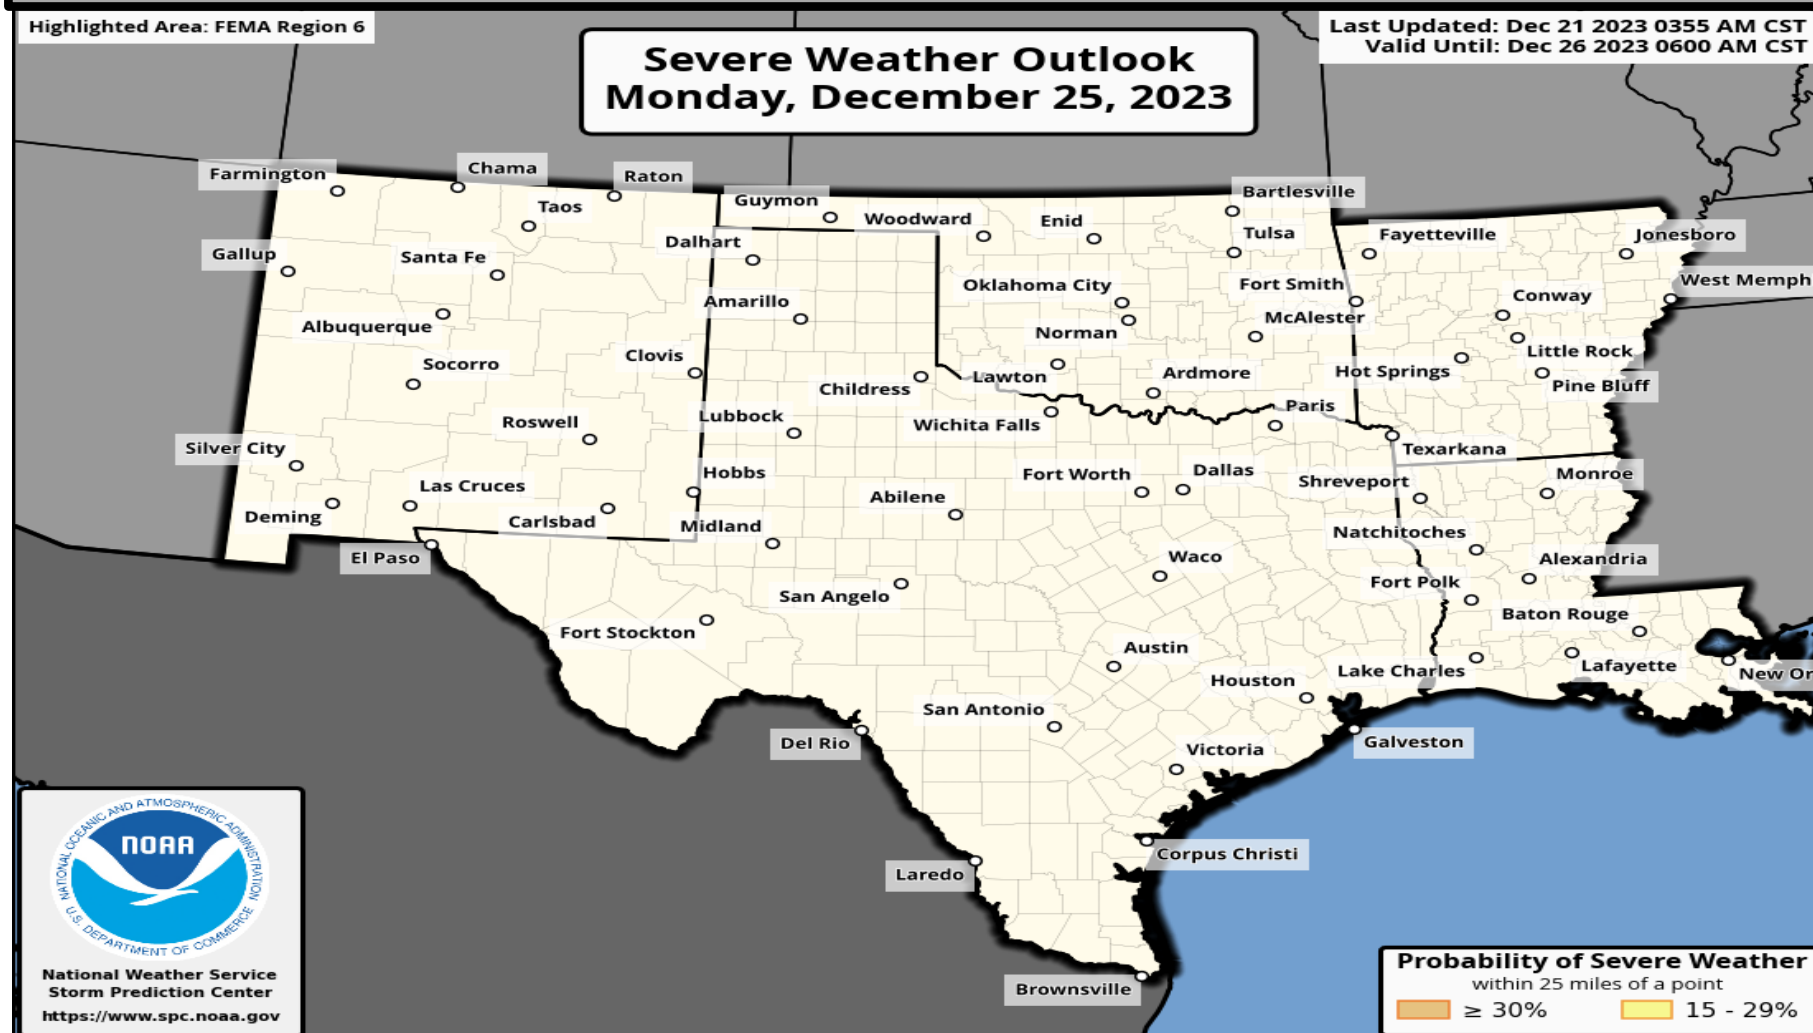 Highlighted Area: FEMA Region 6
Severe Weather Outlook
Monday, December 25, 2023
Last Updated: Dec 21 2023 0355 AM CST
Valid Until: Dec 26 2023 0600 AM CST
Farmington
Chama
Raton
Taos
Guymon
Woodward
Enid
Bartlesville
Tulsa
Fayetteville
Jonesboro
Gallup
Santa Fe
Dalhart
Oklahoma City
Fort Smith
Conway
West Memph
Albuquerque
Amarillo
Norman
McAlester
Little Rock
Socorro
Clovis
Childress
Lawton
Ardmore
Hot Springs
Pine Bluff
Roswell
Lubbock
Wichita Falls
Paris
Texarkana
Silver City
Las Cruces
Hobbs
Abilene
Fort Worth
Dallas
Shreveport
Monroe
Deming
Carlsbad
Midland
Natchitoches
Alexandria
El Paso
San Angelo
Waco
Fort Polk
Baton Rouge
Fort Stockton
Austin
Houston
Lake Charles
Lafayette
New Or
Del Rio
San Antonio
Victoria
Galveston
Laredo
Corpus Christi
Brownsville
NATIONAL OCEANIC AND ATMOSPHERIC ADMINISTRATION
NOAA
U.S. DEPARTMENT OF COMMERCE
National Weather Service
Storm Prediction Center
https://www.spc.noaa.gov
Probability of Severe Weather
within 25 miles of a point
≥ 30%
15 - 29%